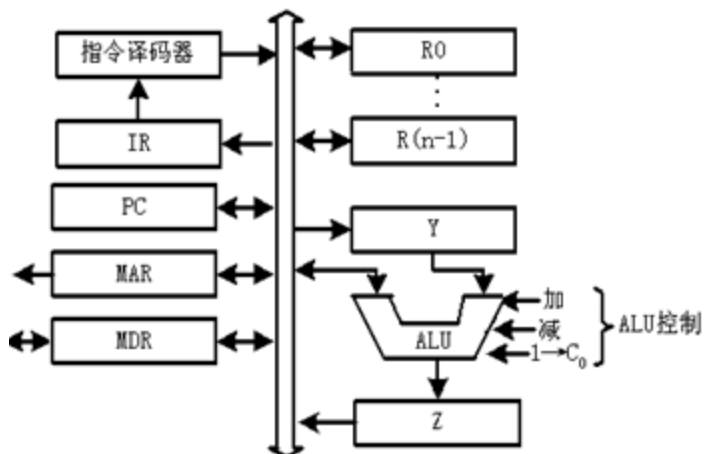 指令译码器
R0
IR
R(n-1)
PC
Y
MAR
加
MDR
ALU
减
ALU控制
1→C₀
Z